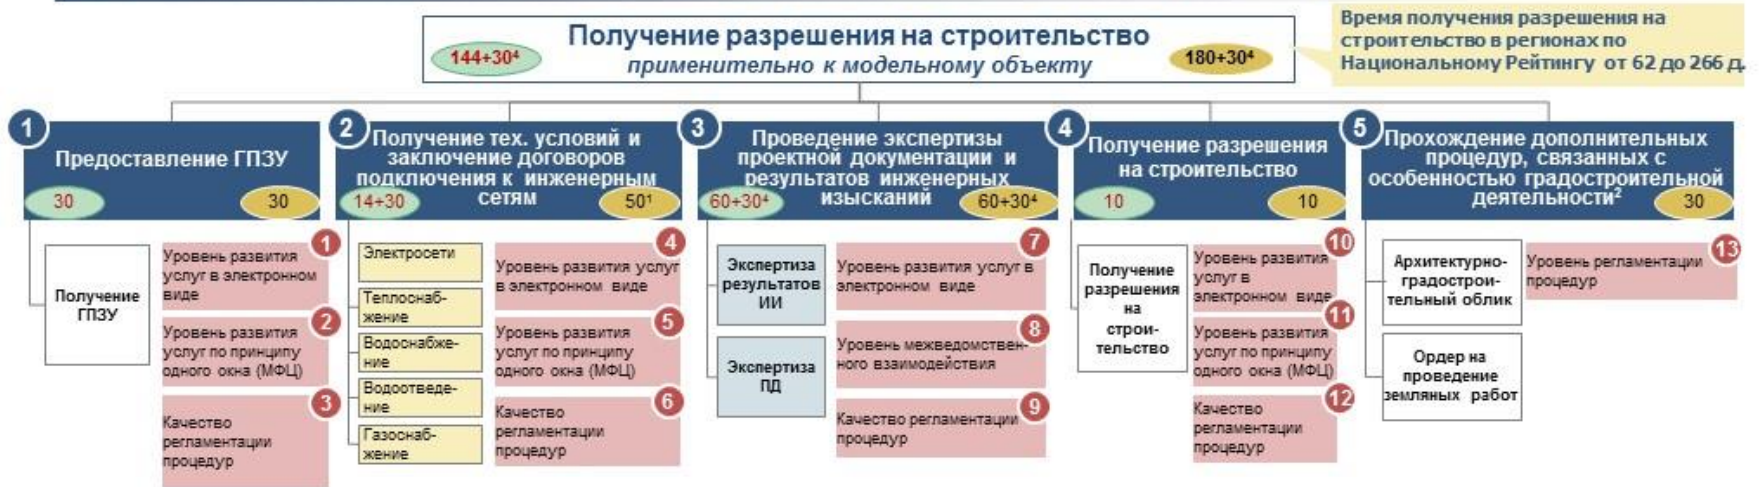 Получение разрешения на строительство
применительно к модельному объекту
144+30⁴
180+30⁴
Время получения разрешения на
строительство в регионах по
Национальному Рейтингу от 62 до 266 д.
1
Предоставление ГПЗУ
30
30
Получение
ГПЗУ
1
Уровень развития
услуг в электронном
виде
2
Уровень развития
услуг по принципу
одного окна (МФЦ)
3
Качество
регламентации
процедур
2
Получение тех. условий и
заключение договоров
подключения к инженерным
сетям
14+30
50¹
Электросети
Теплоснаб-
жение
Водоснабже-
ние
Водоотведе-
ние
Газоснаб-
жение
4
Уровень развития услуг
в электронном виде
5
Уровень развития
услуг по принципу
одного окна (МФЦ)
6
Качество
регламентации
процедур
3
Проведение экспертизы
проектной документации и
результатов инженерных
изысканий
60+30⁴
60+30⁴
Экспертиза
результатов
ИИ
Экспертиза
ПД
7
Уровень развития услуг в
электронном виде
8
Уровень межведомствен-
ного взаимодействия
9
Качество регламентации
процедур
4
Получение разрешения
на строительство
10
10
Получение
разрешения
на
строи-
тельство
10
Уровень развития
услуг в
электронном виде
11
Уровень развития
услуг по принципу
одного окна (МФЦ)
12
Качество
регламентации
процедур
5
Прохождение дополнительных
процедур, связанных с
особенностью градостроительной
деятельности²
30
Архитектурно-
градострои-
тельный облик
Ордер на
проведение
земляных работ
13
Уровень регламентации
процедур